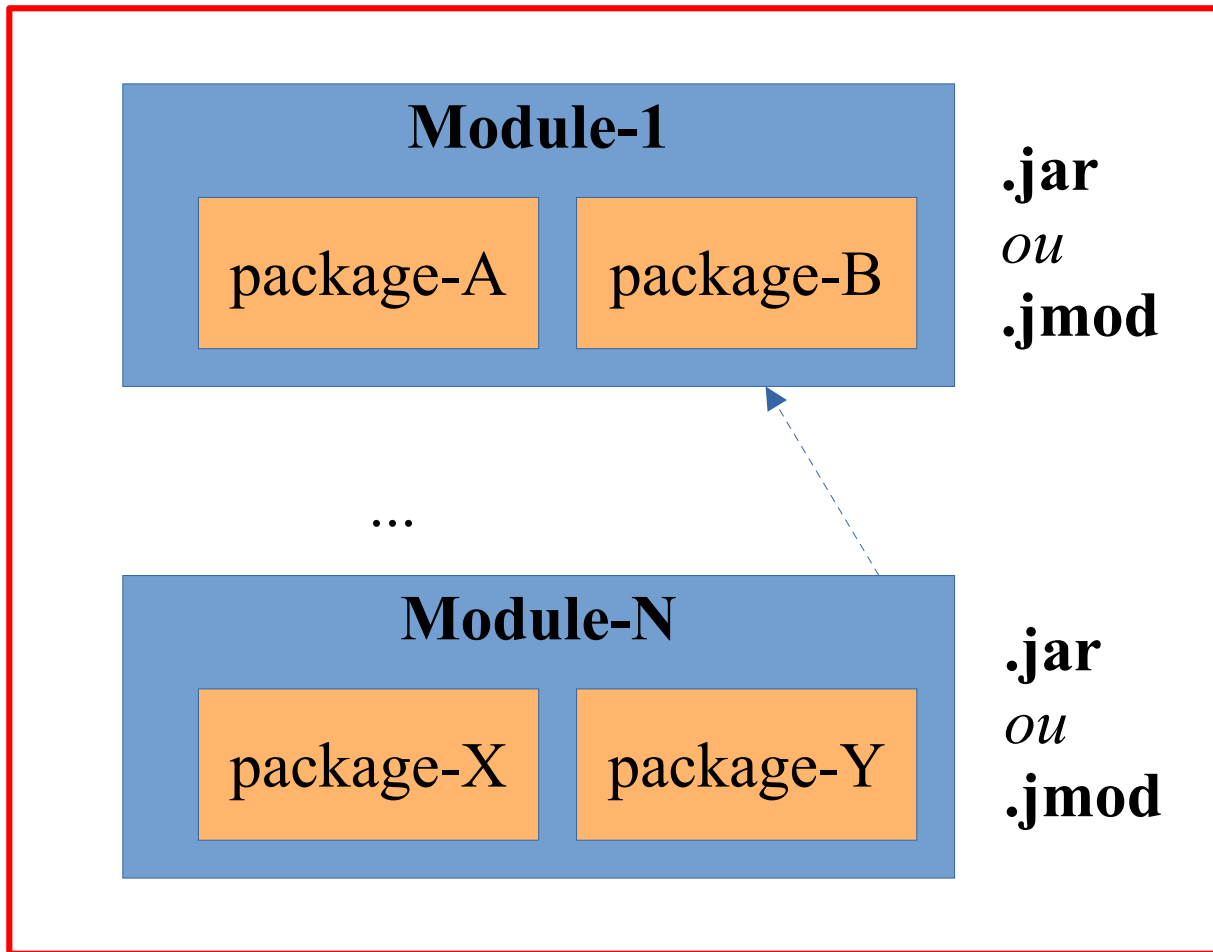 Module-1
package-A
package-B
.jar
ou
.jmod
...
Module-N
package-X
package-Y
.jar
ou
.jmod